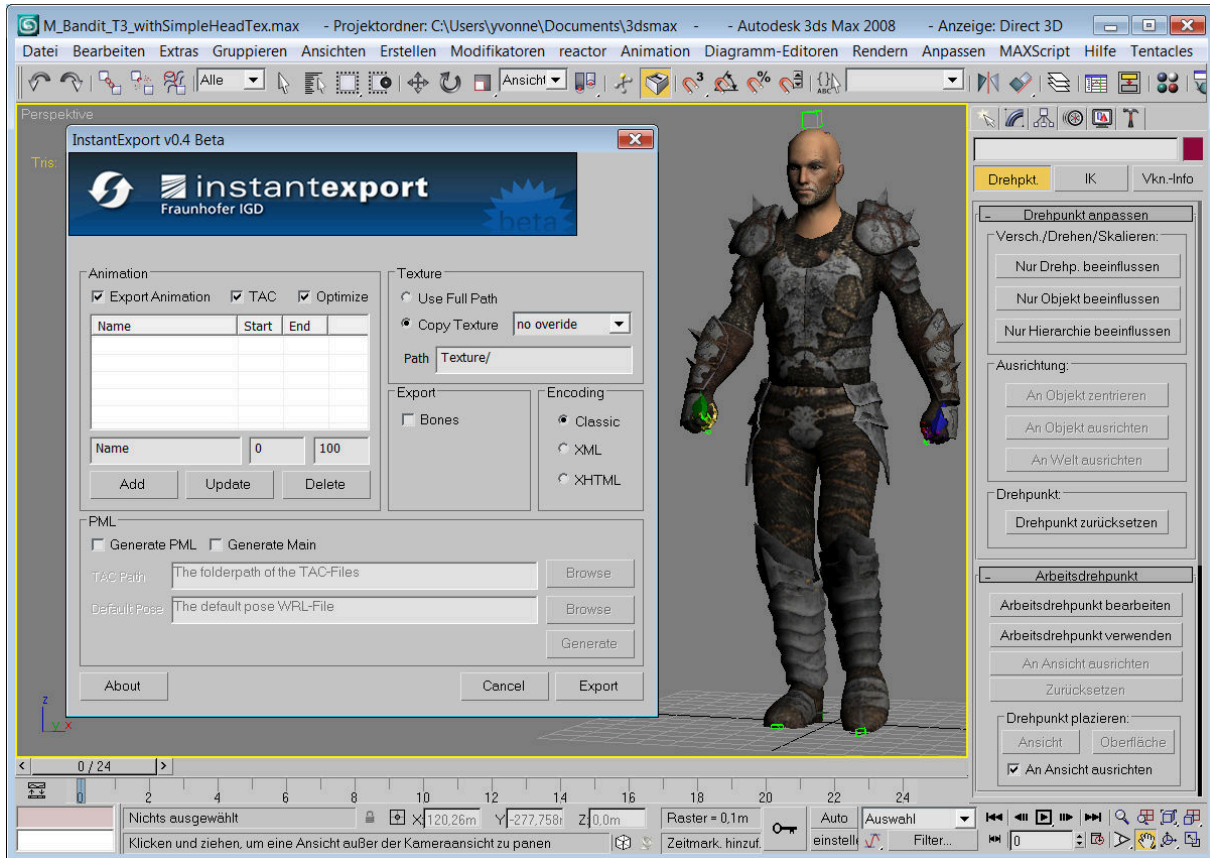 M_Bandit_T3_withSimpleHeadTex.max - Projektordner: C:\Users\yvonne\Documents\3dsmax - - Autodesk 3ds Max 2008 - Anzeige: Direct 3D
Datei Bearbeiten Extras Gruppieren Ansichten Erstellen Modifikatoren reactor Animation Diagramm-Editoren Rendern Anpassen MAXScript Hilfe Tentacles
Alle
Ansicht
Perspektive
Tris:
InstantExport v0.4 Beta
instantexport
Fraunhofer IGD
beta
Animation
Export Animation TAC Optimize
Name Start End
Name 0 100
Add Update Delete
Texture
Use Full Path
Copy Texture no overide
Path Texture/
Export
Bones
Encoding
Classic
XML
XHTML
PML
Generate PML Generate Main
TAC Path The folderpath of the TAC-Files Browse
Default Pose The default pose WRL-File Browse
Generate
About Cancel Export
z
y x
Drehpkt. IK Vkn.-Info
- Drehpunkt anpassen
Versch./Drehen/Skalieren:
Nur Drehp. beeinflussen
Nur Objekt beeinflussen
Nur Hierarchie beeinflussen
Ausrichtung:
An Objekt zentrieren
An Objekt ausrichten
An Welt ausrichten
Drehpunkt:
Drehpunkt zurücksetzen
- Arbeitsdrehpunkt
Arbeitsdrehpunkt bearbeiten
Arbeitsdrehpunkt verwenden
An Ansicht ausrichten
Zurücksetzen
Drehpunkt plazieren:
Ansicht Oberfläche
An Ansicht ausrichten
< 0 / 24 >
0 2 4 6 8 10 12 14 16 18 20 22 24
Nichts ausgewählt X: 120,26m Y: -277,758r Z: 0,0m Raster = 0,1m Auto Auswahl
Klicken und ziehen, um eine Ansicht außer der Kameraansicht zu panen Zeitmark. hinzuf. einstelle Filter... 0